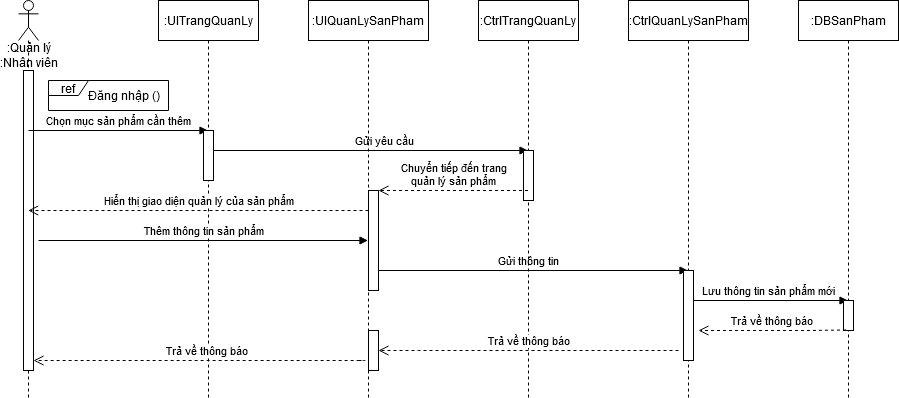 :UITrangQuanLy
:UIQuanLySanPham
:CtrlTrangQuanLy
:CtrlQuanLySanPham
:DBSanPham
:Quản lý
:Nhân viên
ref
Đăng nhập ()
Chọn mục sản phẩm cần thêm
Gửi yêu cầu
Chuyển tiếp đến trang
quản lý sản phẩm
Hiển thị giao diện quản lý của sản phẩm
Thêm thông tin sản phẩm
Gửi thông tin
Lưu thông tin sản phẩm mới
Trả về thông báo
Trả về thông báo
Trả về thông báo